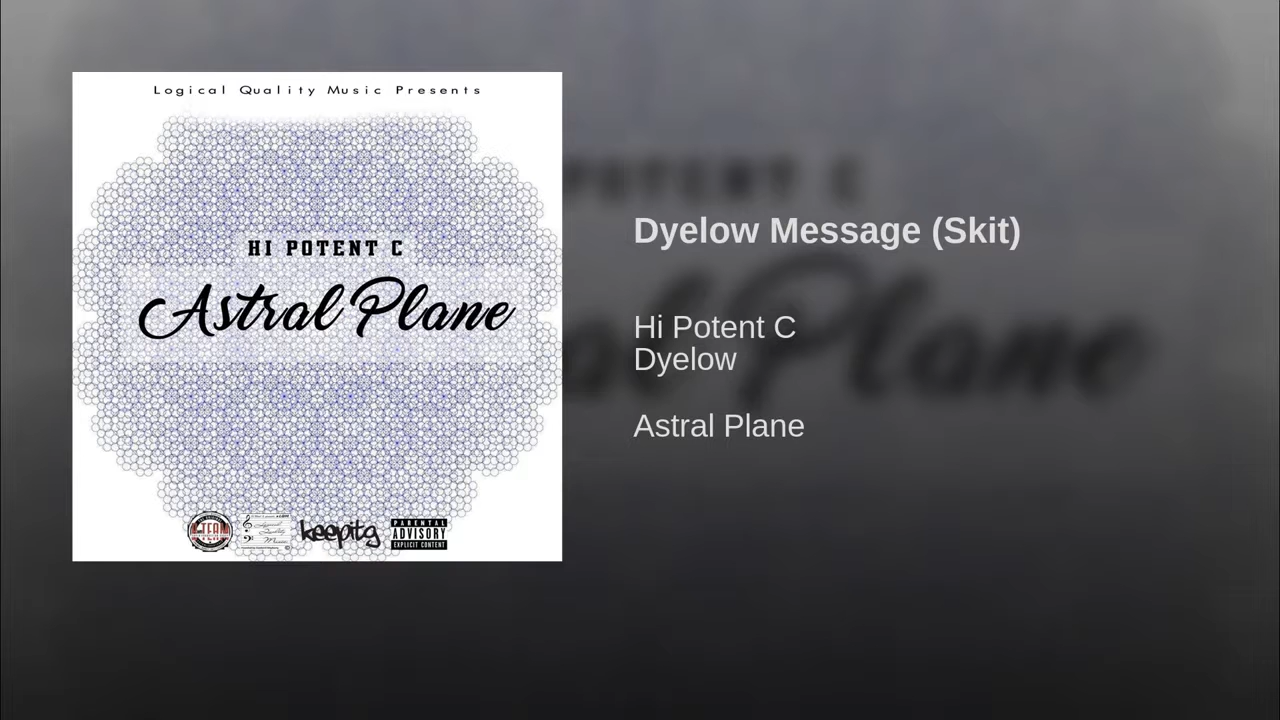 Logical Quality Music Presents
HI POTENT C
Astral Plane
keepitg
PARENTAL
ADVISORY
EXPLICIT CONTENT
Dyelow Message (Skit)
Hi Potent C
Dyelow
Astral Plane